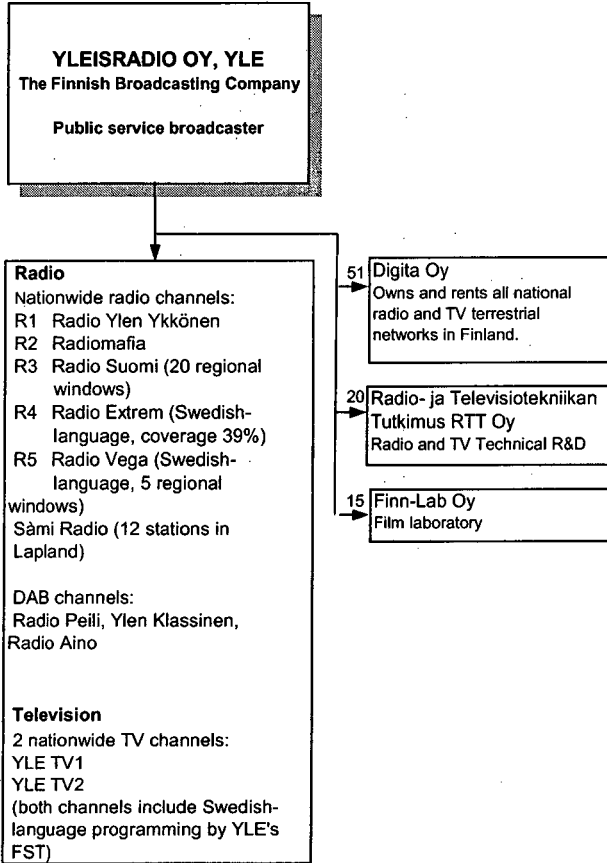 YLEISRADIO OY, YLE
The Finnish Broadcasting Company
Public service broadcaster
Radio
Nationwide radio channels:
R1 Radio Ylen Ykkönen
R2 Radiomafia
R3 Radio Suomi (20 regional
windows)
R4 Radio Extrem (Swedish-
language, coverage 39%)
R5 Radio Vega (Swedish-
language, 5 regional
windows)
Sàmi Radio (12 stations in
Lapland)
DAB channels:
Radio Peili, Ylen Klassinen,
Radio Aino
Television
2 nationwide TV channels:
YLE TV1
YLE TV2
(both channels include Swedish-
language programming by YLE's
FST)
51 Digita Oy
Owns and rents all national
radio and TV terrestrial
networks in Finland.
20 Radio- ja Televisiotekniikan
Tutkimus RTT Oy
Radio and TV Technical R&D
15 Finn-Lab Oy
Film laboratory